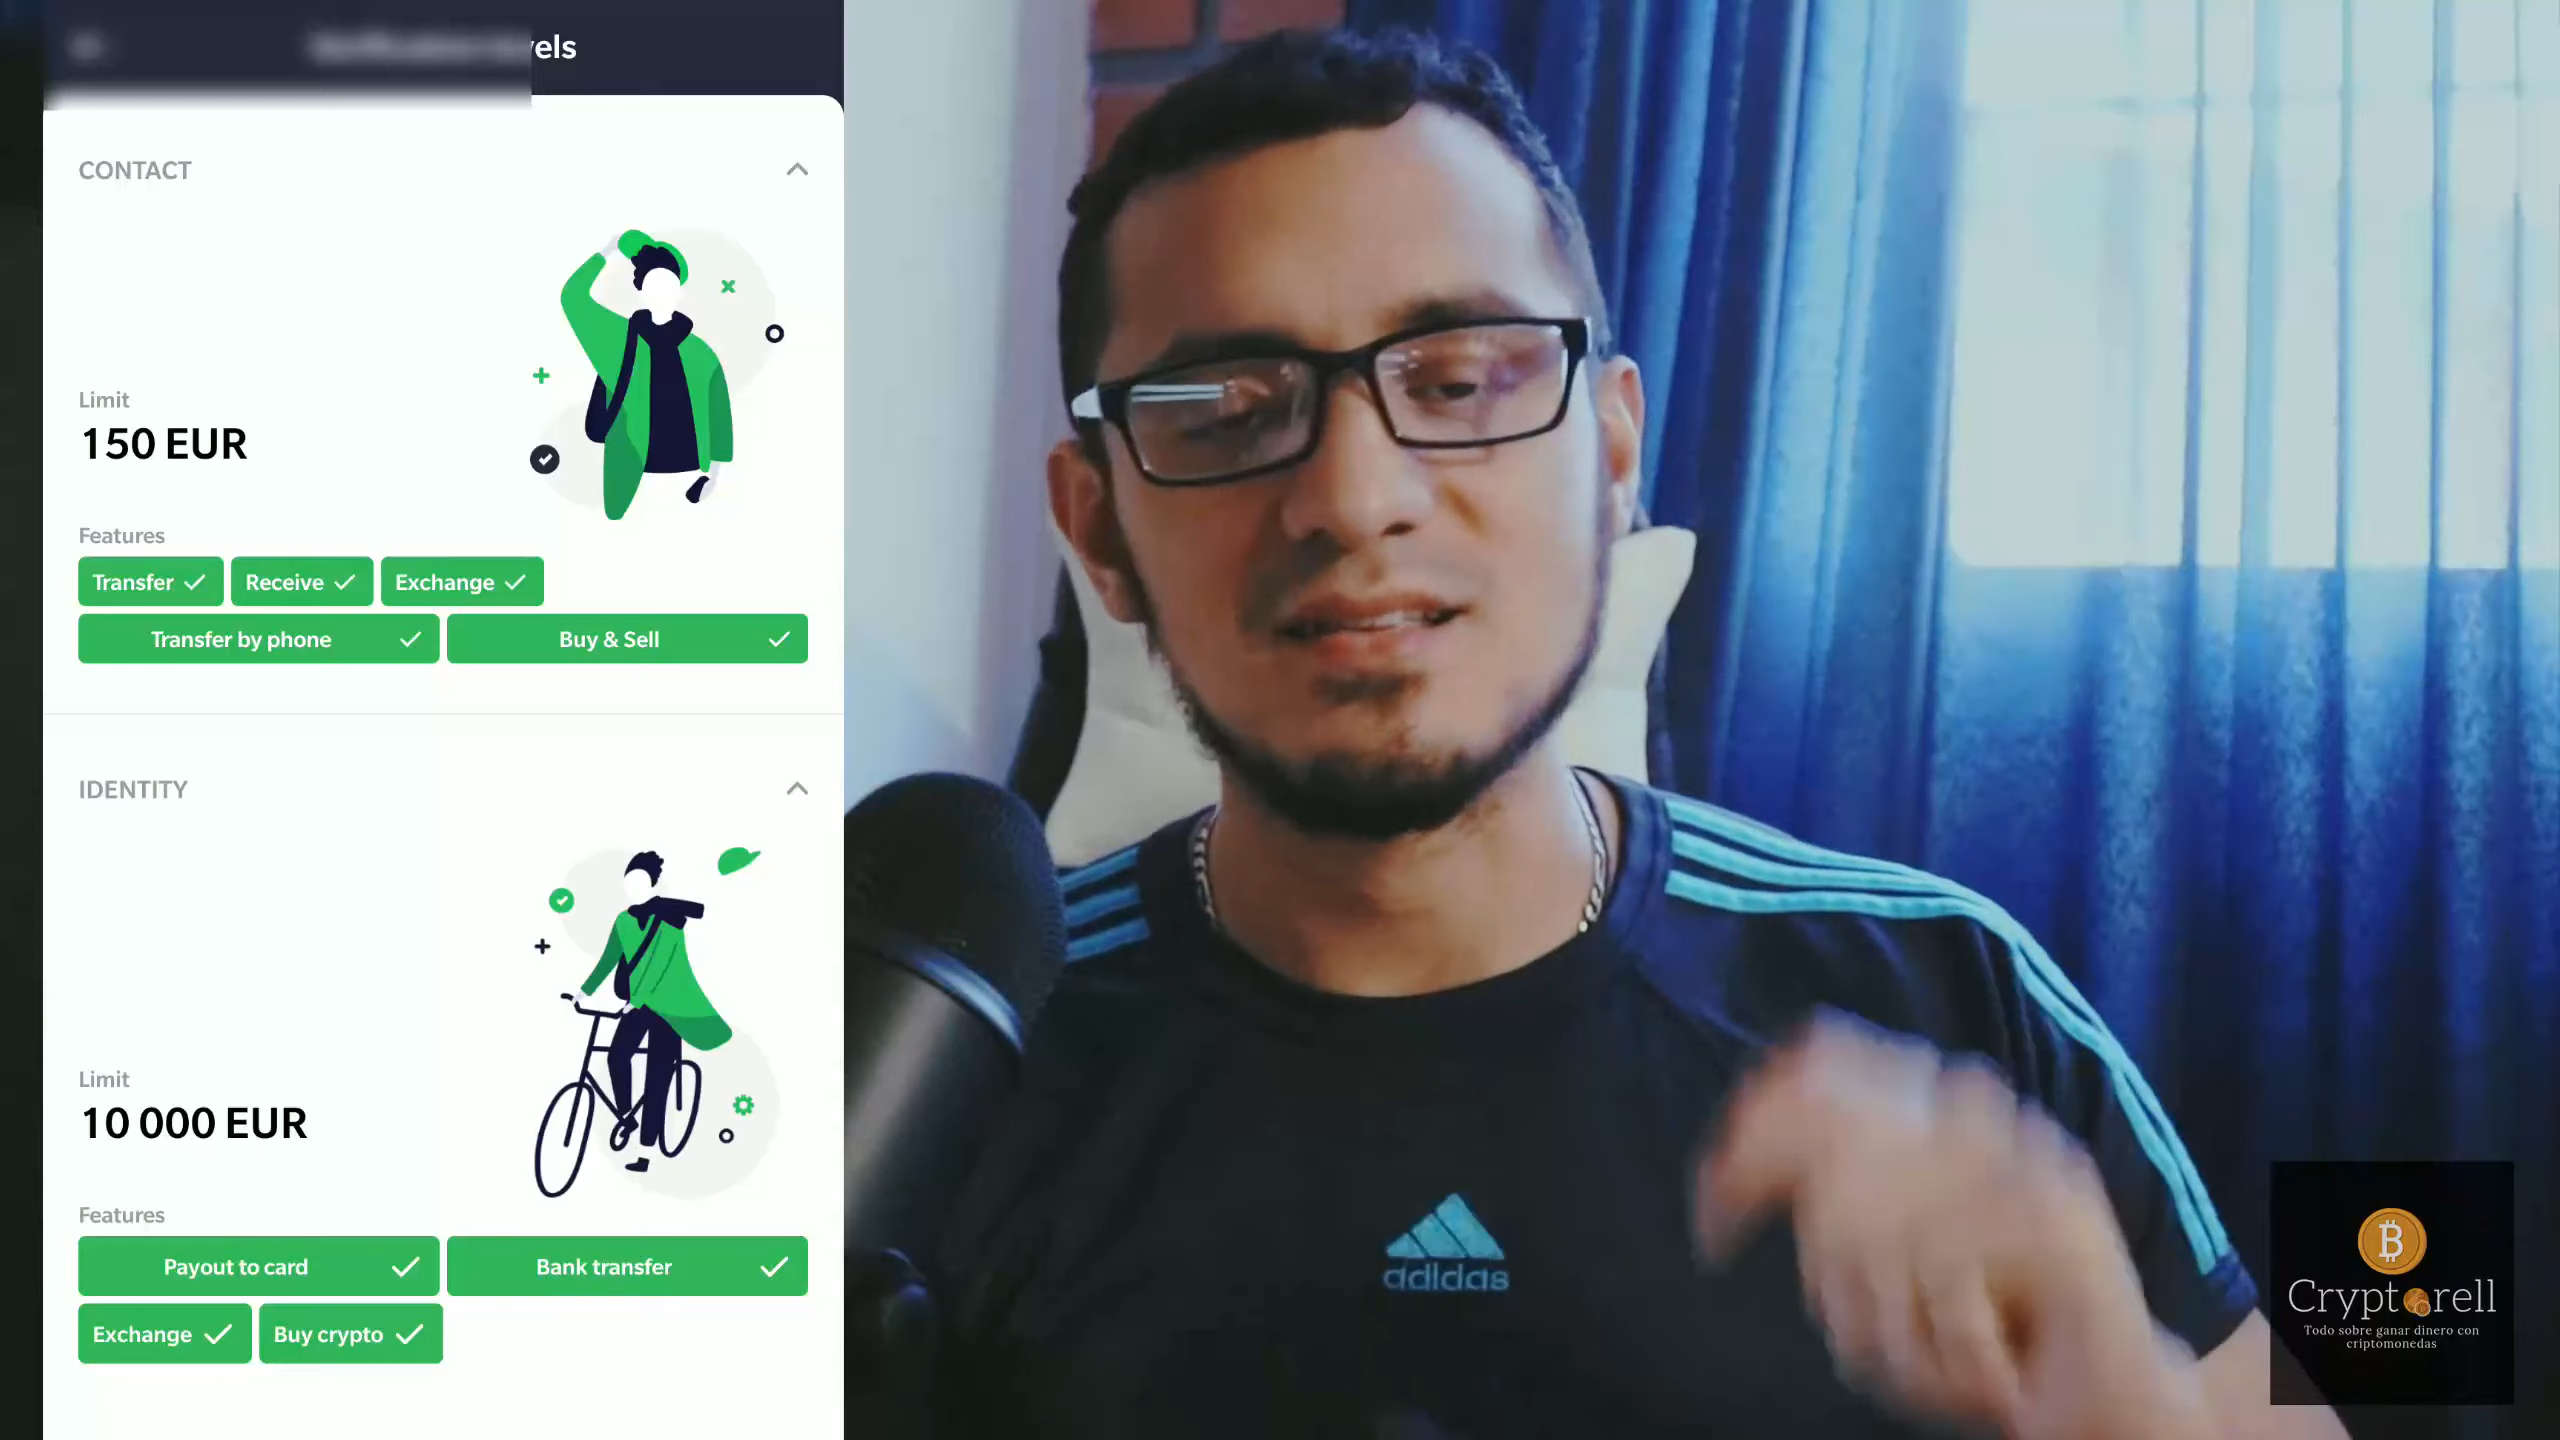 els
CONTACT
Limit
150 EUR
Features
Transfer
Receive
Exchange
Transfer by phone
Buy & Sell
IDENTITY
Limit
10 000 EUR
Features
Payout to card
Bank transfer
Exchange
Buy crypto
adidas
Cryptorell
Todo sobre ganar dinero con
criptomonedas